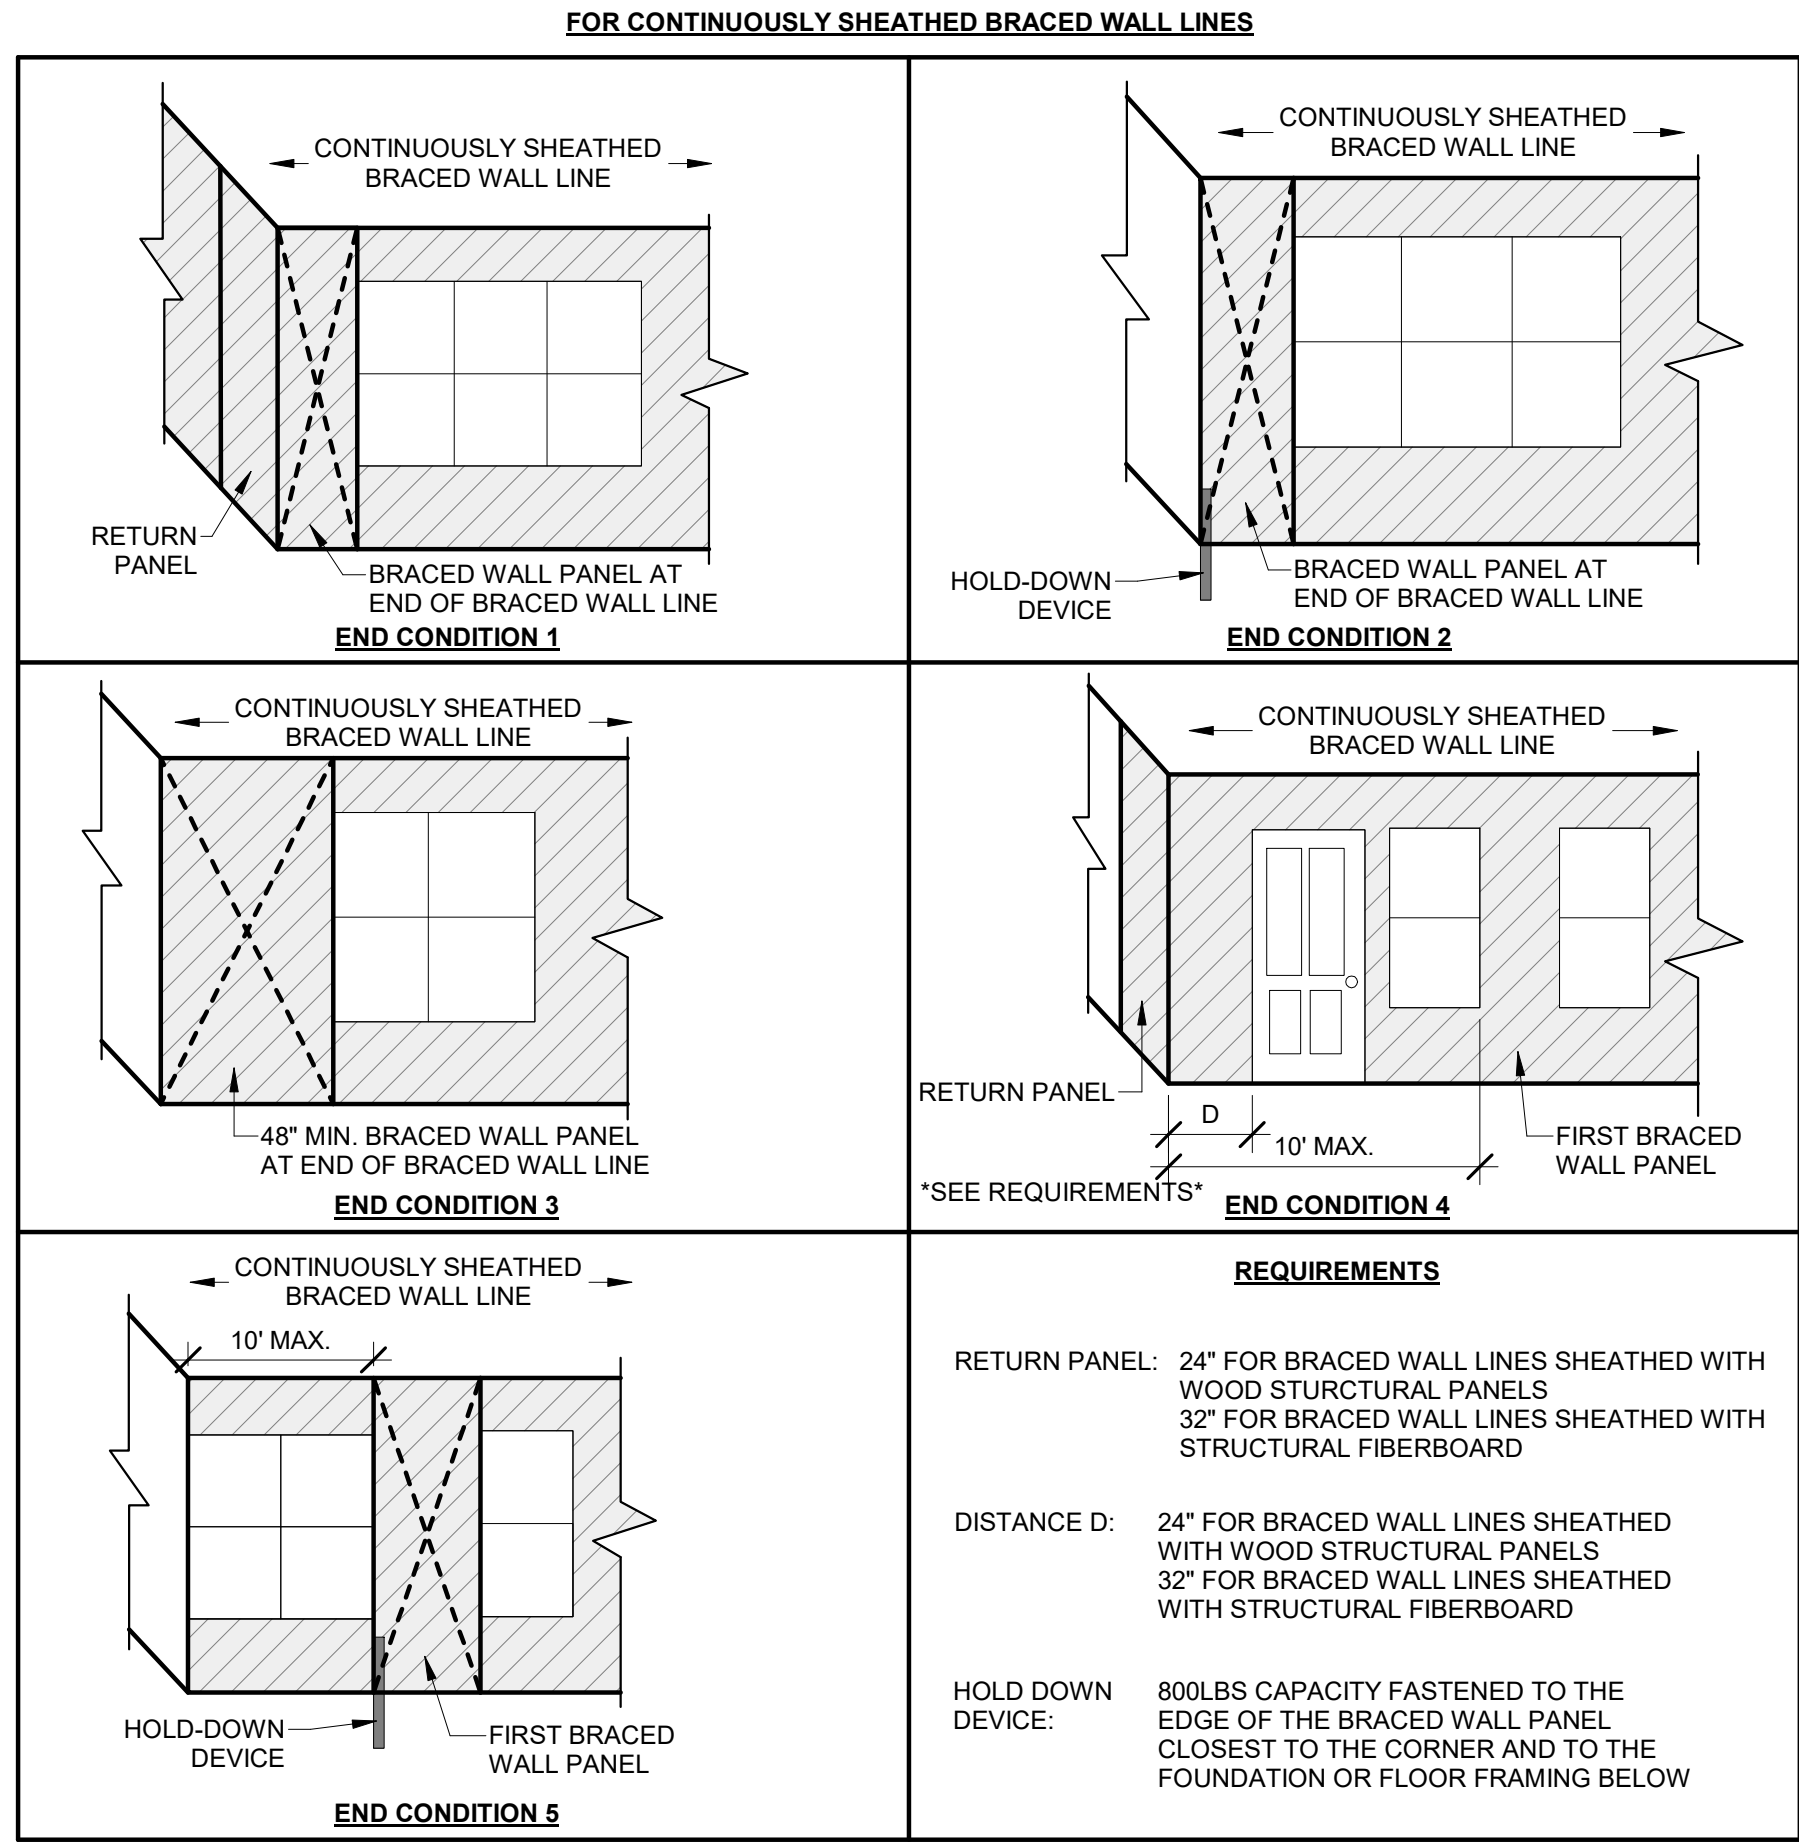 FOR CONTINUOUSLY SHEATHED BRACED WALL LINES
CONTINUOUSLY SHEATHED
BRACED WALL LINE
RETURN
PANEL
BRACED WALL PANEL AT
END OF BRACED WALL LINE
END CONDITION 1
CONTINUOUSLY SHEATHED
BRACED WALL LINE
HOLD-DOWN
DEVICE
BRACED WALL PANEL AT
END OF BRACED WALL LINE
END CONDITION 2
CONTINUOUSLY SHEATHED
BRACED WALL LINE
48" MIN. BRACED WALL PANEL
AT END OF BRACED WALL LINE
END CONDITION 3
CONTINUOUSLY SHEATHED
BRACED WALL LINE
RETURN PANEL
D
10' MAX.
FIRST BRACED
WALL PANEL
*SEE REQUIREMENTS*
END CONDITION 4
CONTINUOUSLY SHEATHED
BRACED WALL LINE
10' MAX.
HOLD-DOWN
DEVICE
FIRST BRACED
WALL PANEL
END CONDITION 5
REQUIREMENTS
RETURN PANEL: 24" FOR BRACED WALL LINES SHEATHED WITH
WOOD STURCTURAL PANELS
32" FOR BRACED WALL LINES SHEATHED WITH
STRUCTURAL FIBERBOARD
DISTANCE D: 24" FOR BRACED WALL LINES SHEATHED
WITH WOOD STRUCTURAL PANELS
32" FOR BRACED WALL LINES SHEATHED
WITH STRUCTURAL FIBERBOARD
HOLD DOWN 800LBS CAPACITY FASTENED TO THE
DEVICE: EDGE OF THE BRACED WALL PANEL
CLOSEST TO THE CORNER AND TO THE
FOUNDATION OR FLOOR FRAMING BELOW